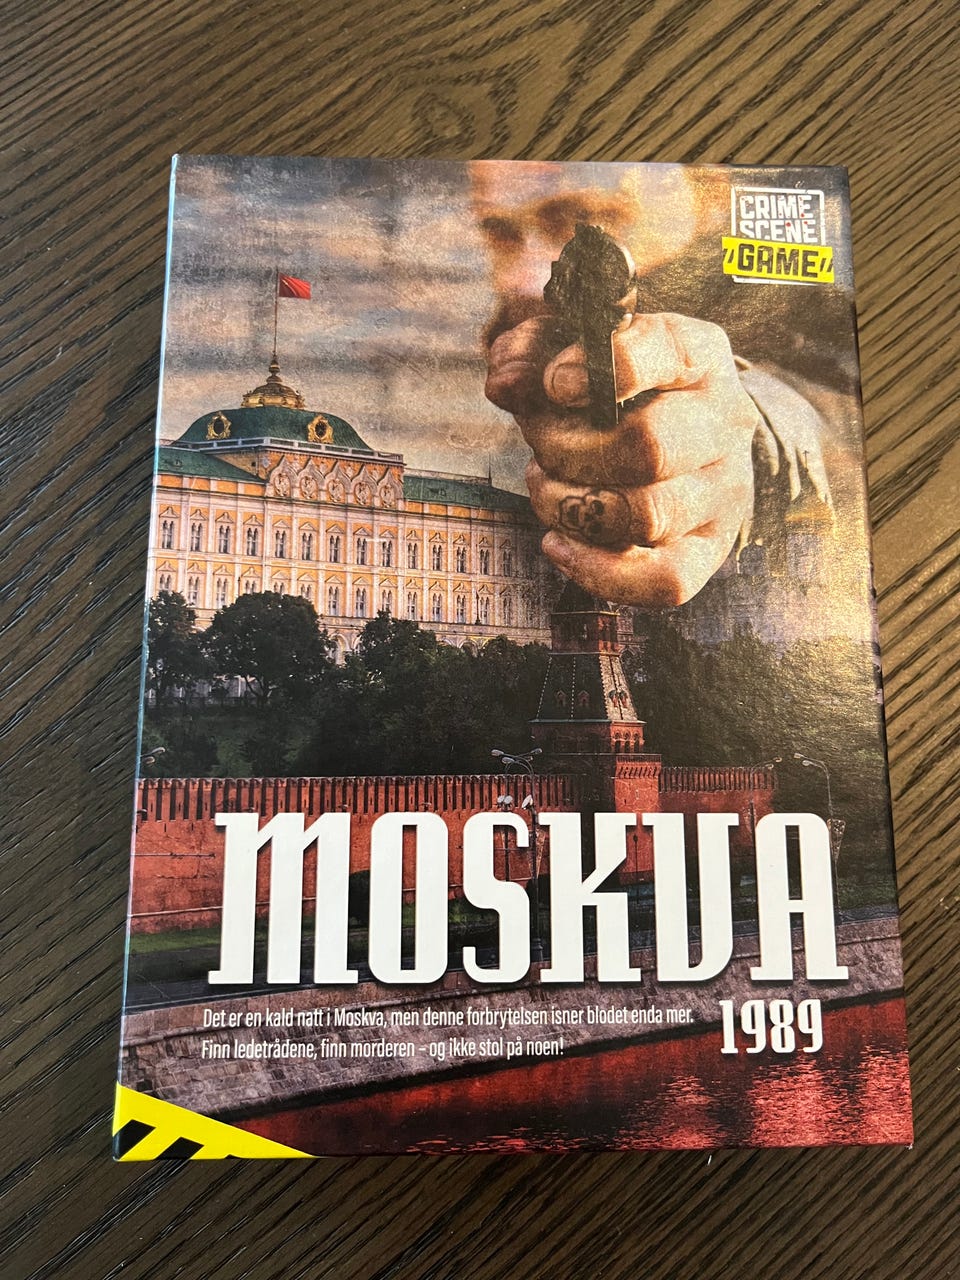 CRIME
SCENE
GAME
MOSKVA
1989
Det er en kald natt i Moskva, men denne forbrytelsen isner blodet enda mer.
Finn ledetrådene, finn morderen – og ikke stol på noen!